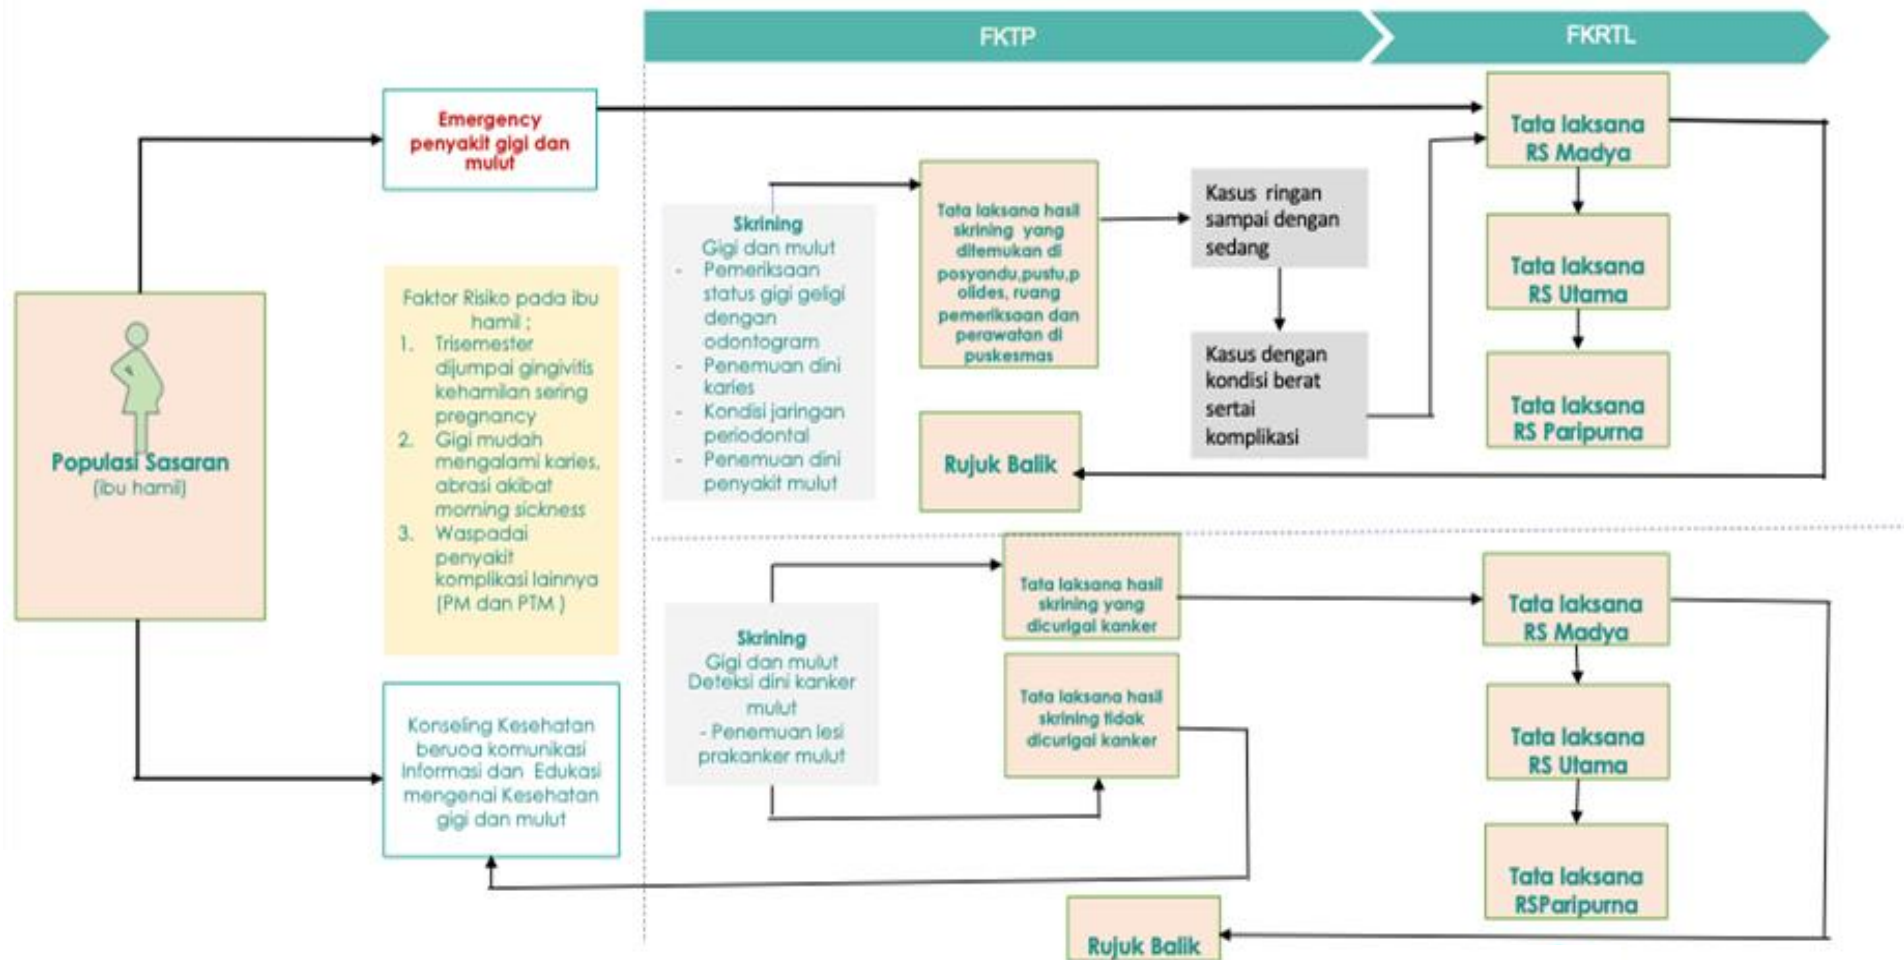 FKTP
FKRTL
Emergency
penyakit gigi dan
mulut
Populasi Sasaran
(ibu hamil)
Faktor Risiko pada ibu
hamil ;
1. Trisemester
dijumpai gingivitis
kehamilan sering
pregnancy
2. Gigi mudah
mengalami karies,
abrasi akibat
morning sickness
3. Waspadai
penyakit
komplikasi lainnya
(PM dan PTM )
Konseling Kesehatan
beruoa komunikasi
Informasi dan Edukasi
mengenai Kesehatan
gigi dan mulut
Skrining
Gigi dan mulut
- Pemeriksaan
status gigi geligi
dengan
odontogram
- Penemuan dini
karies
- Kondisi jaringan
periodontal
- Penemuan dini
penyakit mulut
Tata laksana hasil
skrining yang
ditemukan di
posyandu,pustu,p
olides, ruang
pemeriksaan dan
perawatan di
puskesmas
Kasus ringan
sampai dengan
sedang
Kasus dengan
kondisi berat
sertai
komplikasi
Rujuk Balik
Tata laksana
RS Madya
Tata laksana
RS Utama
Tata laksana
RS Paripurna
Skrining
Gigi dan mulut
Deteksi dini kanker
mulut
- Penemuan lesi
prakanker mulut
Tata laksana hasil
skrining yang
dicurigai kanker
Tata laksana hasil
skrining tidak
dicurigai kanker
Tata laksana
RS Madya
Tata laksana
RS Utama
Tata laksana
RSParipurna
Rujuk Balik